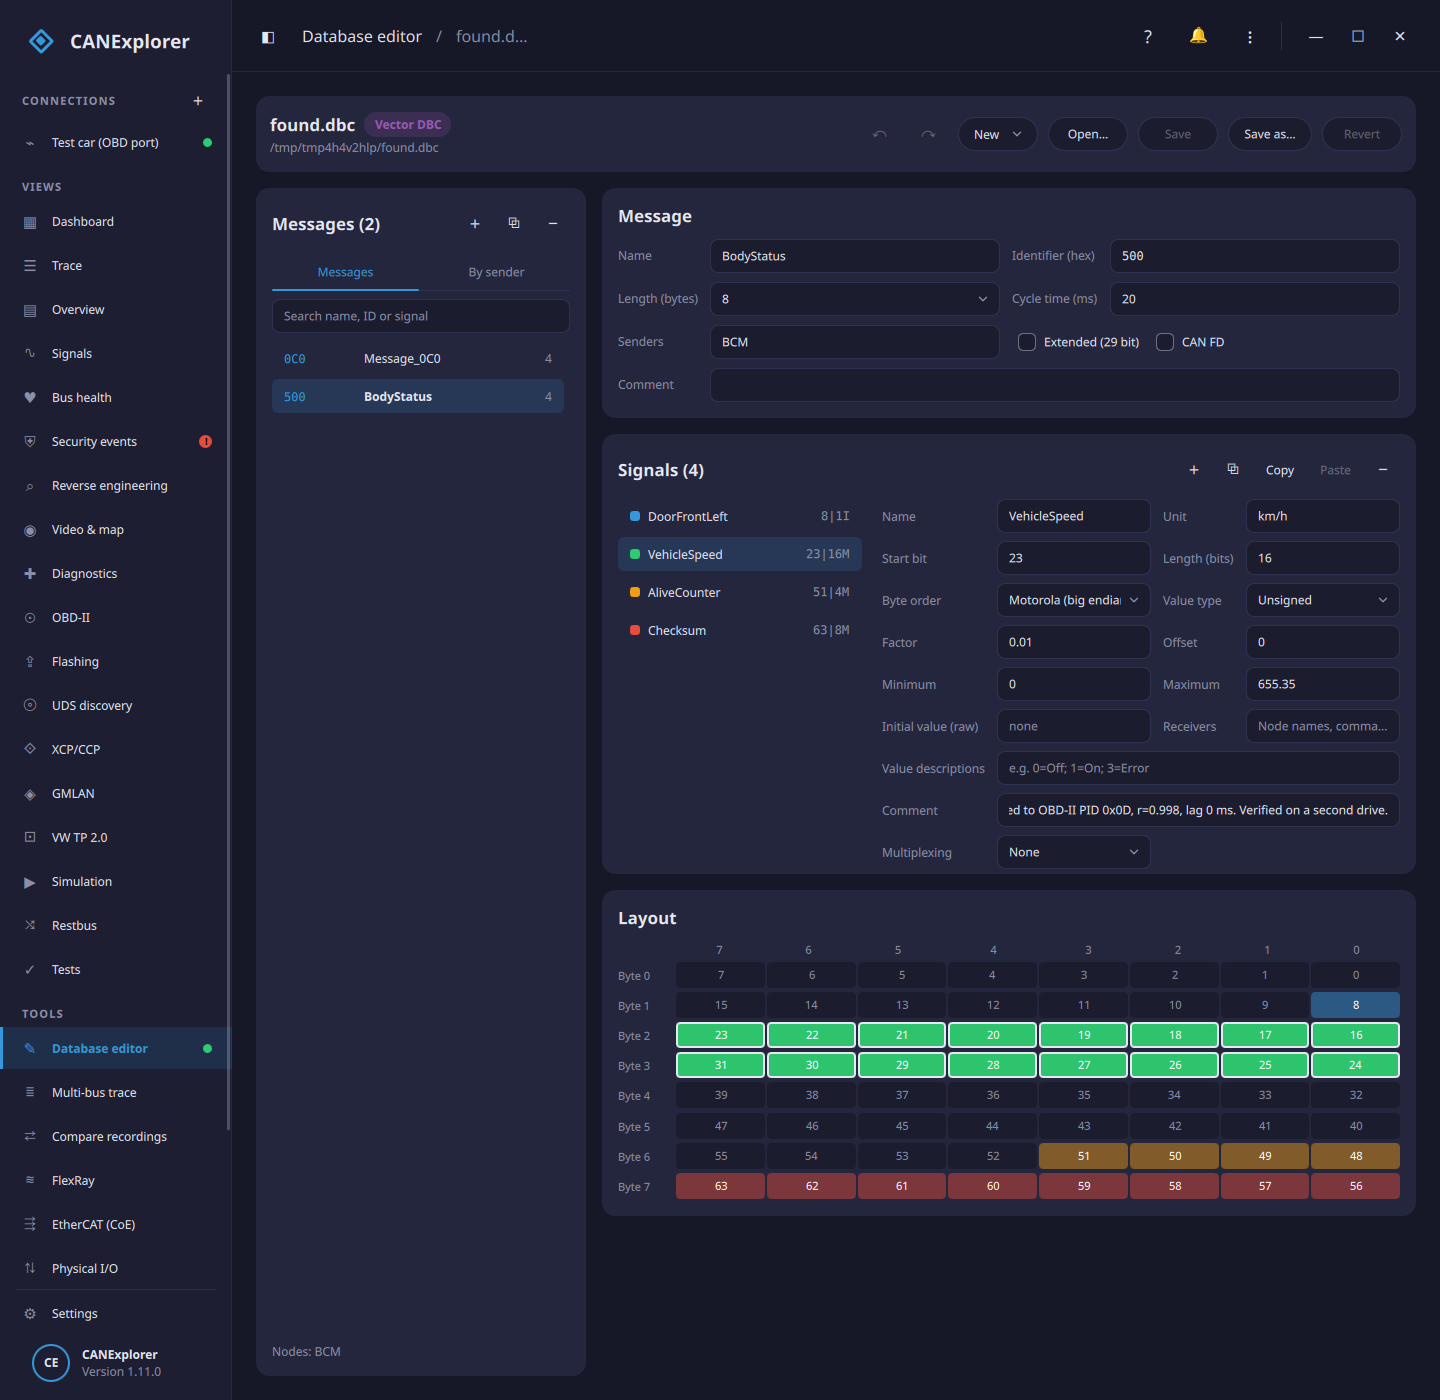 CANExplorer
CONNECTIONS +
Test car (OBD port)
VIEWS
Dashboard
Trace
Overview
Signals
Bus health
Security events !
Reverse engineering
Video & map
Diagnostics
OBD-II
Flashing
UDS discovery
XCP/CCP
GMLAN
VW TP 2.0
Simulation
Restbus
Tests
TOOLS
Database editor
Multi-bus trace
Compare recordings
FlexRay
EtherCAT (CoE)
Physical I/O
Settings
CE
CANExplorer
Version 1.11.0
Database editor / found.d...
?
found.dbc Vector DBC
/tmp/tmp4h4v2hlp/found.dbc
New Open... Save Save as... Revert
Messages (2)
Messages By sender
Search name, ID or signal
0C0 Message_0C0 4
500 BodyStatus 4
Nodes: BCM
Message
Name BodyStatus Identifier (hex) 500
Length (bytes) 8 Cycle time (ms) 20
Senders BCM Extended (29 bit) CAN FD
Comment
Signals (4)
Copy Paste
DoorFrontLeft 8|1I
VehicleSpeed 23|16M
AliveCounter 51|4M
Checksum 63|8M
Name VehicleSpeed Unit km/h
Start bit 23 Length (bits) 16
Byte order Motorola (big endian Value type Unsigned
Factor 0.01 Offset 0
Minimum 0 Maximum 655.35
Initial value (raw) none Receivers Node names, comma...
Value descriptions e.g. 0=Off; 1=On; 3=Error
Comment ed to OBD-II PID 0x0D, r=0.998, lag 0 ms. Verified on a second drive.
Multiplexing None
Layout
7 6 5 4 3 2 1 0
Byte 0 7 6 5 4 3 2 1 0
Byte 1 15 14 13 12 11 10 9 8
Byte 2 23 22 21 20 19 18 17 16
Byte 3 31 30 29 28 27 26 25 24
Byte 4 39 38 37 36 35 34 33 32
Byte 5 47 46 45 44 43 42 41 40
Byte 6 55 54 53 52 51 50 49 48
Byte 7 63 62 61 60 59 58 57 56